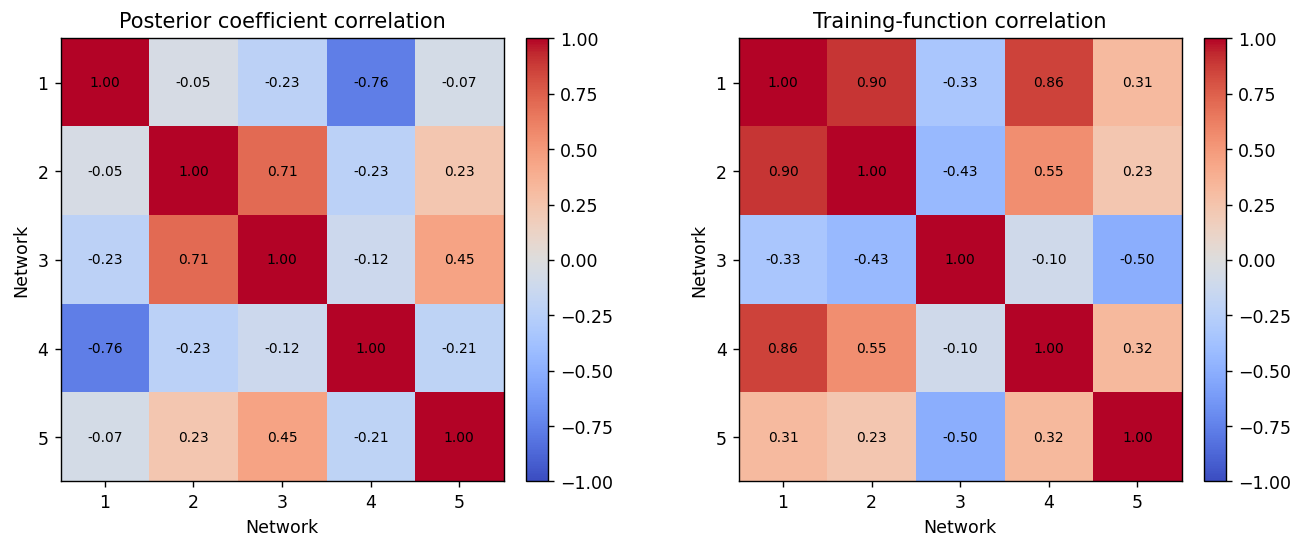 Posterior coefficient correlation
1 1.00 -0.05 -0.23 -0.76 -0.07
2 -0.05 1.00 0.71 -0.23 0.23
3 -0.23 0.71 1.00 -0.12 0.45
4 -0.76 -0.23 -0.12 1.00 -0.21
5 -0.07 0.23 0.45 -0.21 1.00
1 2 3 4 5
Network
Network
1.00
0.75
0.50
0.25
0.00
−0.25
−0.50
−0.75
−1.00
Training-function correlation
1 1.00 0.90 -0.33 0.86 0.31
2 0.90 1.00 -0.43 0.55 0.23
3 -0.33 -0.43 1.00 -0.10 -0.50
4 0.86 0.55 -0.10 1.00 0.32
5 0.31 0.23 -0.50 0.32 1.00
1 2 3 4 5
Network
Network
1.00
0.75
0.50
0.25
0.00
−0.25
−0.50
−0.75
−1.00